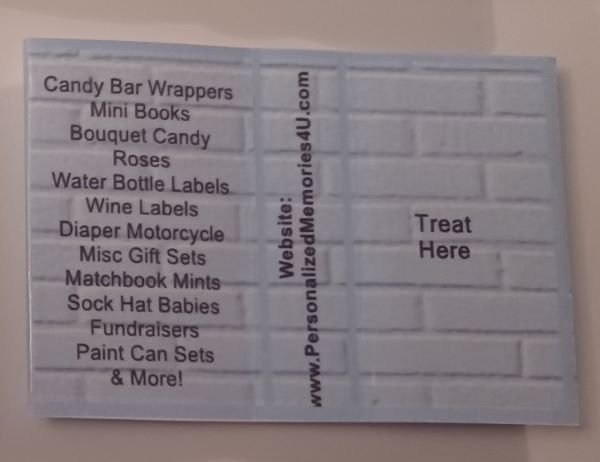 Candy Bar Wrappers
Mini Books
Bouquet Candy
Roses
Water Bottle Labels
Wine Labels
Diaper Motorcycle
Misc Gift Sets
Matchbook Mints
Sock Hat Babies
Fundraisers
Paint Can Sets
& More!
Website:
www.PersonalizedMemories4U.com
Treat
Here